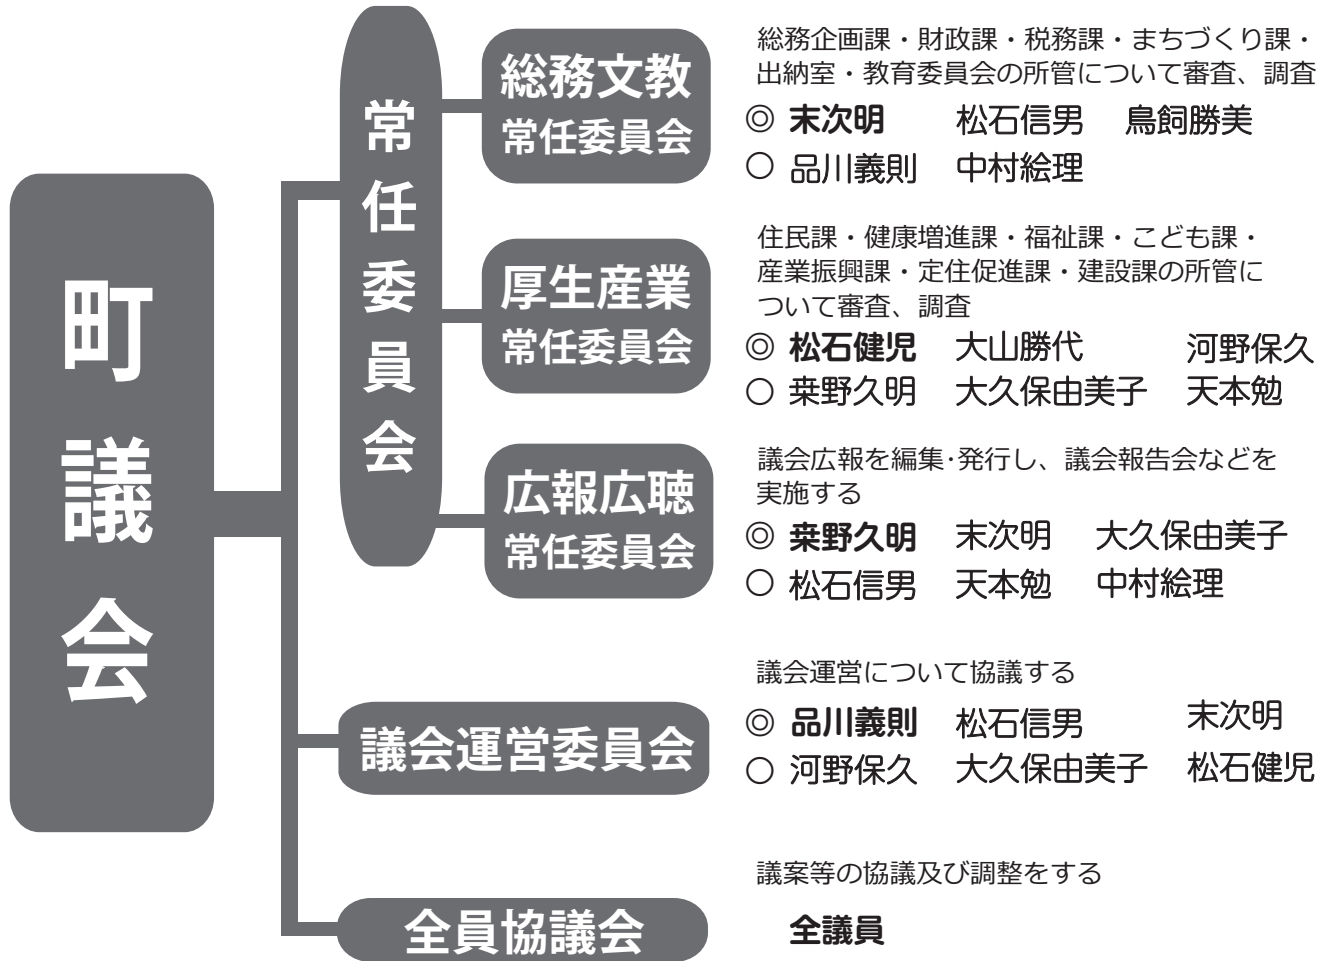 町議会
常任委員会
総務文教
常任委員会
総務企画課・財政課・税務課・まちづくり課・
出納室・教育委員会の所管について審査、調査
◎ 末次明 松石信男 鳥飼勝美
○ 品川義則 中村絵理
厚生産業
常任委員会
住民課・健康増進課・福祉課・こども課・
産業振興課・定住促進課・建設課の所管に
ついて審査、調査
◎ 松石健児 大山勝代 河野保久
○ 桒野久明 大久保由美子 天本勉
広報広聴
常任委員会
議会広報を編集･発行し、議会報告会などを
実施する
◎ 桒野久明 末次明 大久保由美子
○ 松石信男 天本勉 中村絵理
議会運営委員会
議会運営について協議する
◎ 品川義則 松石信男 末次明
○ 河野保久 大久保由美子 松石健児
全員協議会
議案等の協議及び調整をする
全議員